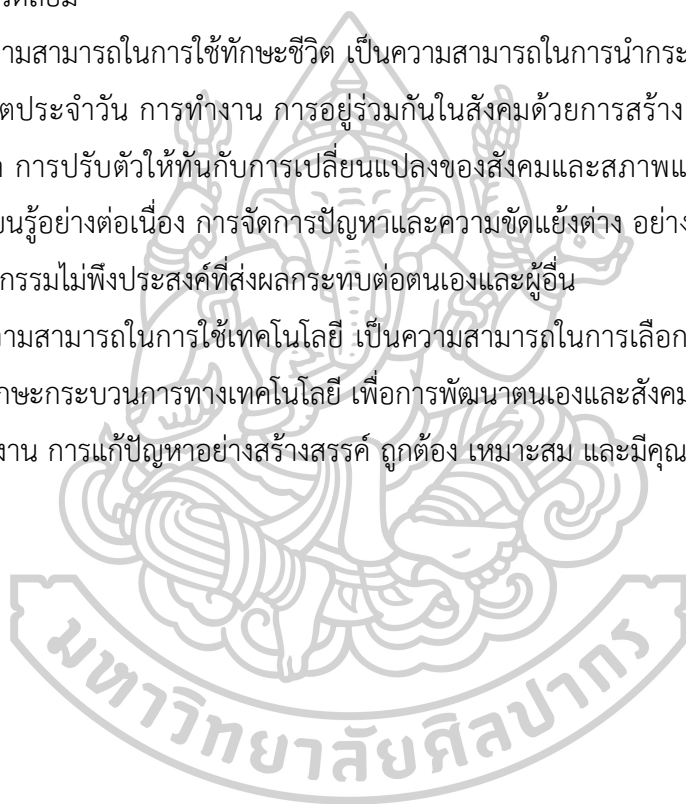 ามสามารถในการใช้ทักษะชีวิต เป็นความสามารถในการนำกระ
ตประจำวัน การทำงาน การอยู่ร่วมกันในสังคมด้วยการสร้าง
การปรับตัวให้ทันกับการเปลี่ยนแปลงของสังคมและสภาพแ
ยนรู้อย่างต่อเนื่อง การจัดการปัญหาและความขัดแย้งต่าง อย่าง
กรรมไม่พึงประสงค์ที่ส่งผลกระทบต่อตนเองและผู้อื่น
ามสามารถในการใช้เทคโนโลยี เป็นความสามารถในการเลือก
ักษะกระบวนการทางเทคโนโลยี เพื่อการพัฒนาตนเองและสังคม
งาน การแก้ปัญหาอย่างสร้างสรรค์ ถูกต้อง เหมาะสม และมีคุณ
มหาวิทยาลัยศิลปากร